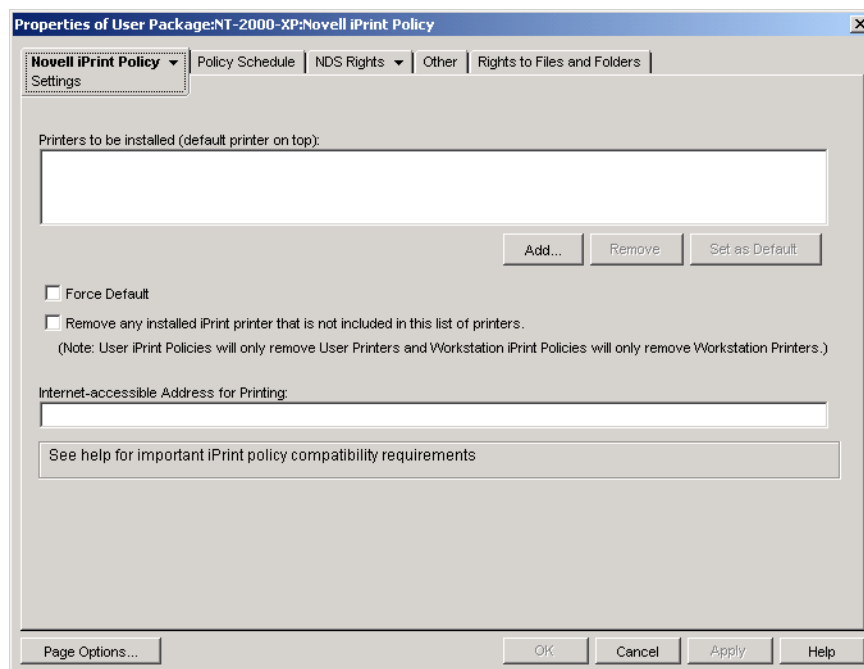 Properties of User Package:NT-2000-XP:Novell iPrint Policy
Novell iPrint Policy Policy Schedule NDS Rights Other Rights to Files and Folders
Settings
Printers to be installed (default printer on top):
Add... Remove Set as Default
Force Default
Remove any installed iPrint printer that is not included in this list of printers.
(Note: User iPrint Policies will only remove User Printers and Workstation iPrint Policies will only remove Workstation Printers.)
Internet-accessible Address for Printing:
See help for important iPrint policy compatibility requirements
Page Options... OK Cancel Apply Help